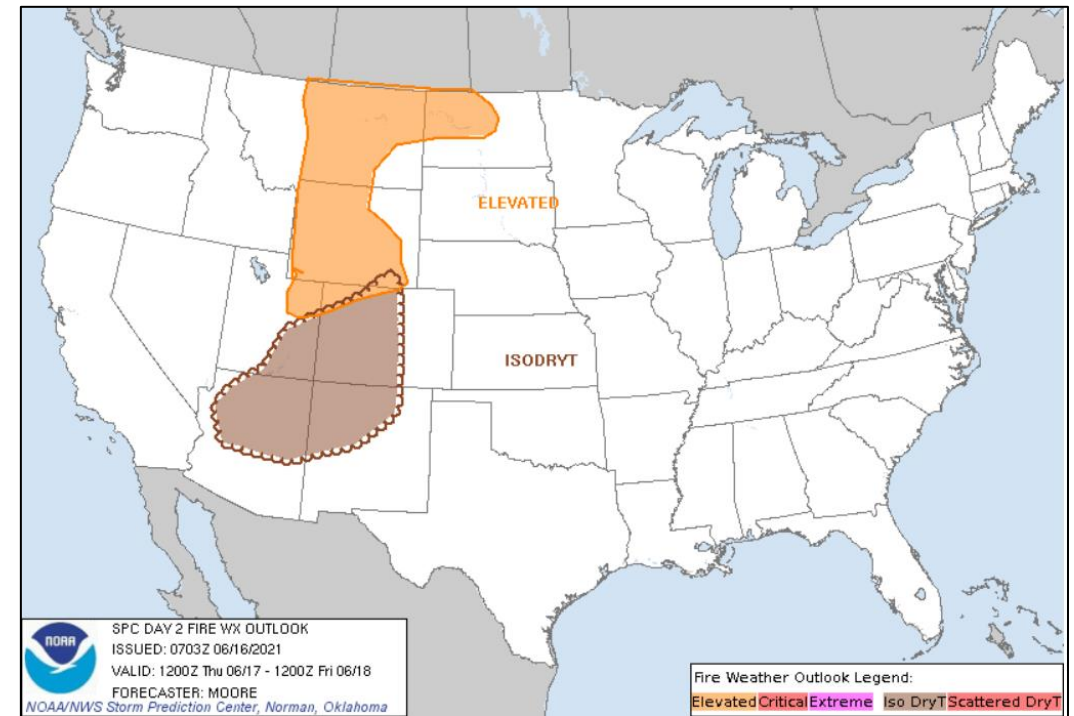 ELEVATED
ISODRYT
NOAA
SPC DAY 2 FIRE WX OUTLOOK
ISSUED: 0703Z 06/16/2021
VALID: 1200Z Thu 06/17 - 1200Z Fri 06/18
FORECASTER: MOORE
NOAA/NWS Storm Prediction Center, Norman, Oklahoma
Fire Weather Outlook Legend:
Elevated Critical Extreme Iso DryT Scattered DryT